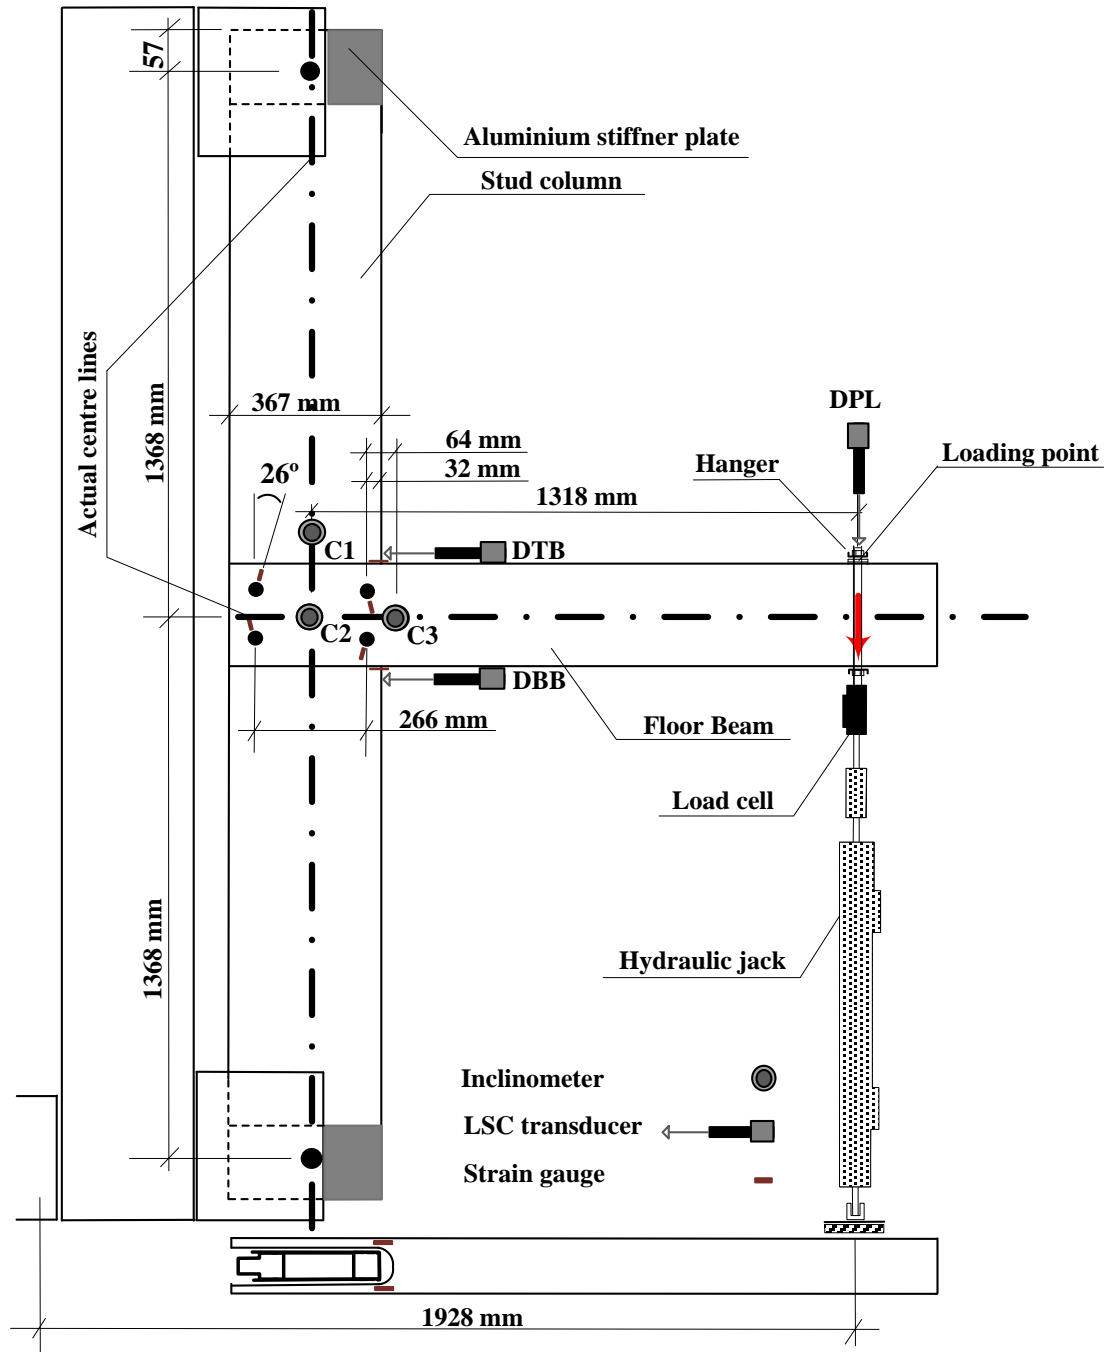 57
Aluminium stiffner plate
Stud column
Actual centre lines
1368 mm
367 mm
DPL
64 mm
Hanger
Loading point
32 mm
26º
1318 mm
C1
DTB
C2
C3
DBB
266 mm
Floor Beam
Load cell
1368 mm
Hydraulic jack
Inclinometer
LSC transducer
Strain gauge
1928 mm